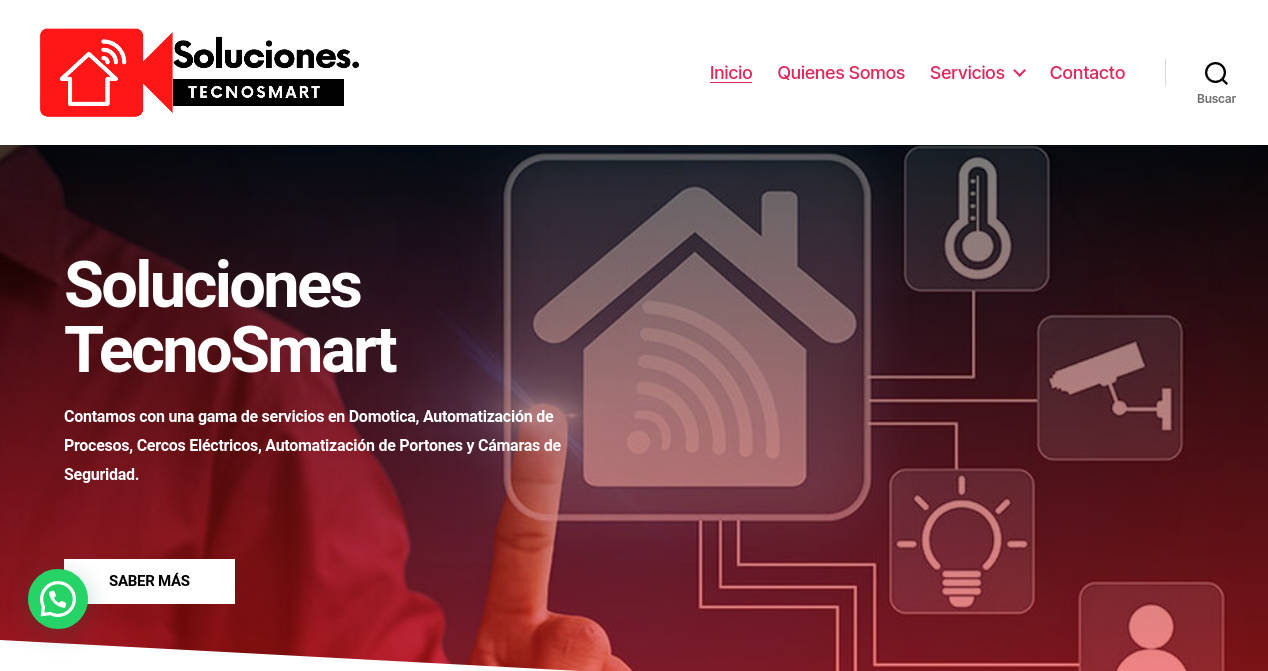 Soluciones.
TECNOSMART
Inicio
Quienes Somos
Servicios
Contacto
Buscar
Soluciones
TecnoSmart
Contamos con una gama de servicios en Domotica, Automatización de
Procesos, Cercos Eléctricos, Automatización de Portones y Cámaras de
Seguridad.
SABER MÁS